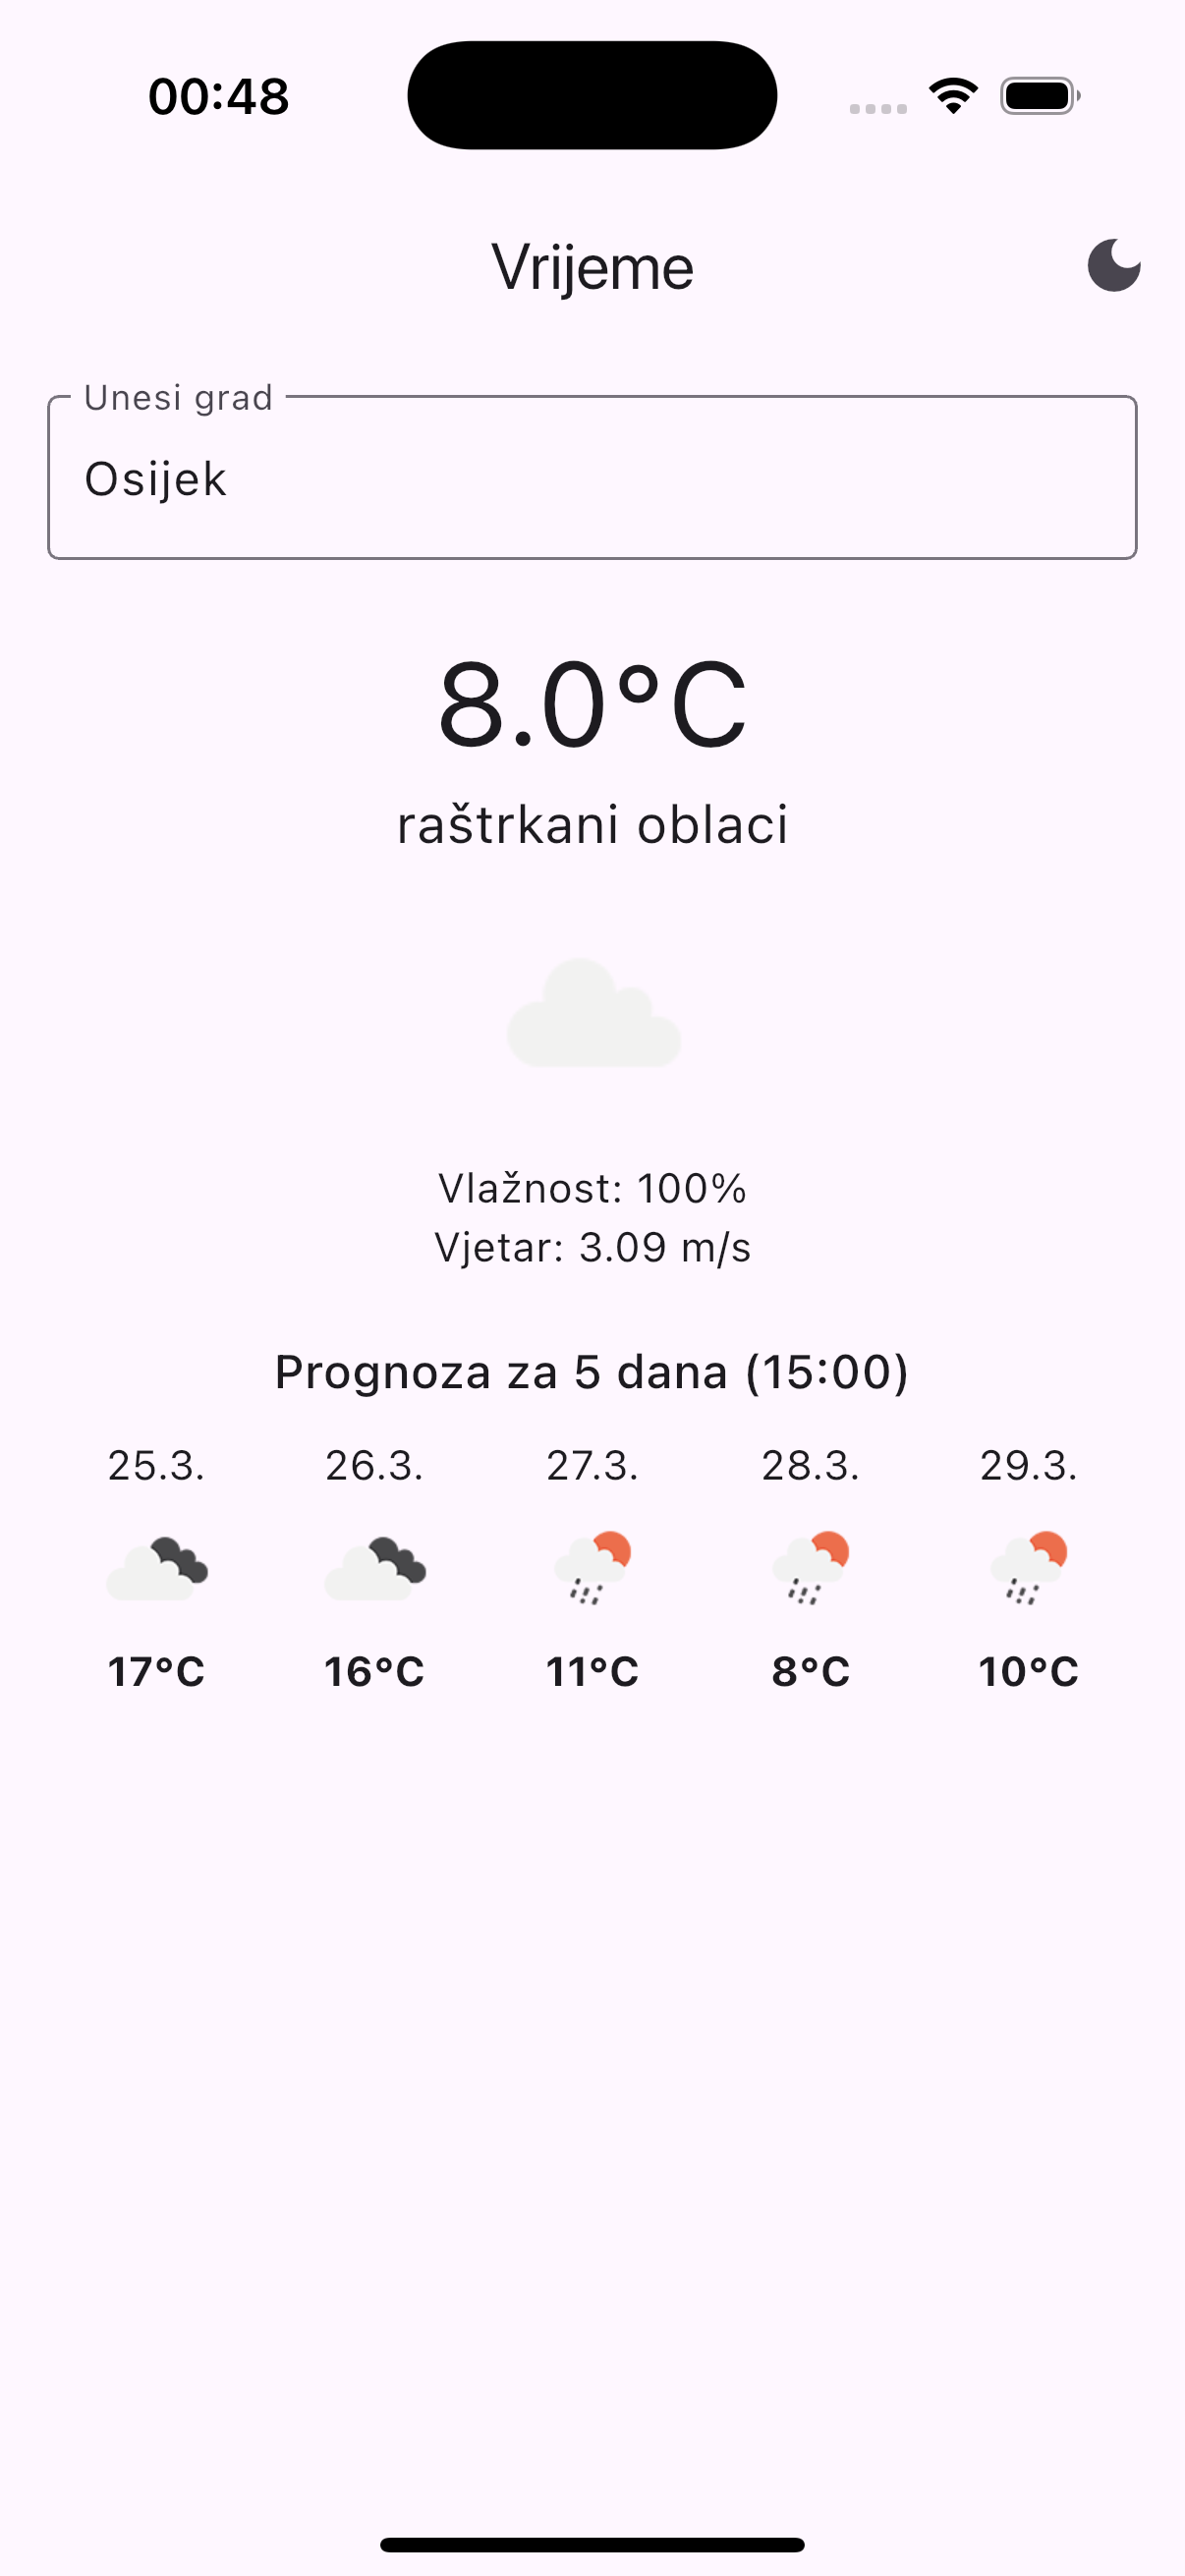 00:48
Vrijeme
Unesi grad
Osijek
8.0°C
raštrkani oblaci
Vlažnost: 100%
Vjetar: 3.09 m/s
Prognoza za 5 dana (15:00)
25.3. 26.3. 27.3. 28.3. 29.3.
17°C 16°C 11°C 8°C 10°C